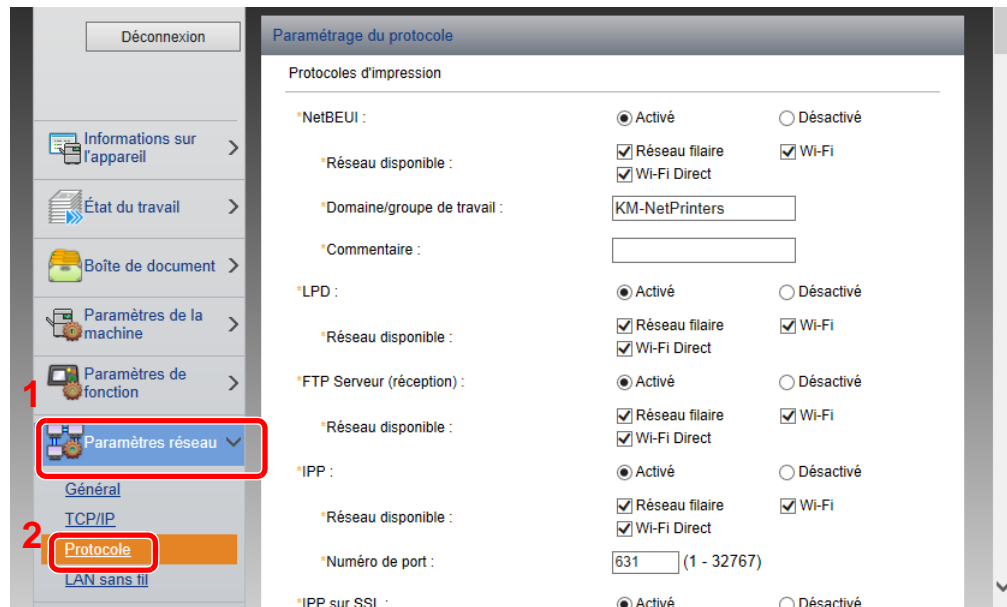 Déconnexion
Paramétrage du protocole
Protocoles d'impression
Informations sur
l'appareil
État du travail
Boîte de document
Paramètres de la
machine
Paramètres de
fonction
1
Paramètres réseau
Général
TCP/IP
2
Protocole
LAN sans fil
*NetBEUI : Activé Désactivé
*Réseau disponible : Réseau filaire Wi-Fi
Wi-Fi Direct
*Domaine/groupe de travail : KM-NetPrinters
*Commentaire :
*LPD : Activé Désactivé
*Réseau disponible : Réseau filaire Wi-Fi
Wi-Fi Direct
*FTP Serveur (réception) : Activé Désactivé
*Réseau disponible : Réseau filaire Wi-Fi
Wi-Fi Direct
*IPP : Activé Désactivé
*Réseau disponible : Réseau filaire Wi-Fi
Wi-Fi Direct
*Numéro de port : 631 (1 - 32767)
*IPP sur SSL : Activé Désactivé